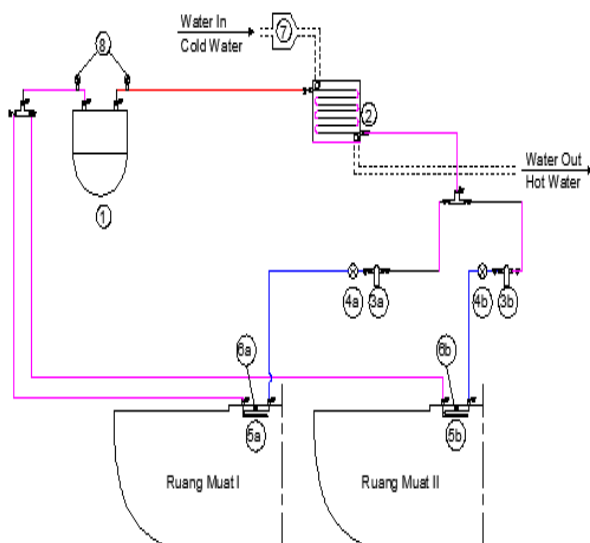 Water In
Cold Water
7
8
2
1
Water Out
Hot Water
4a
3a
4b
3b
6a
6b
5a
5b
Ruang Muat I
Ruang Muat II